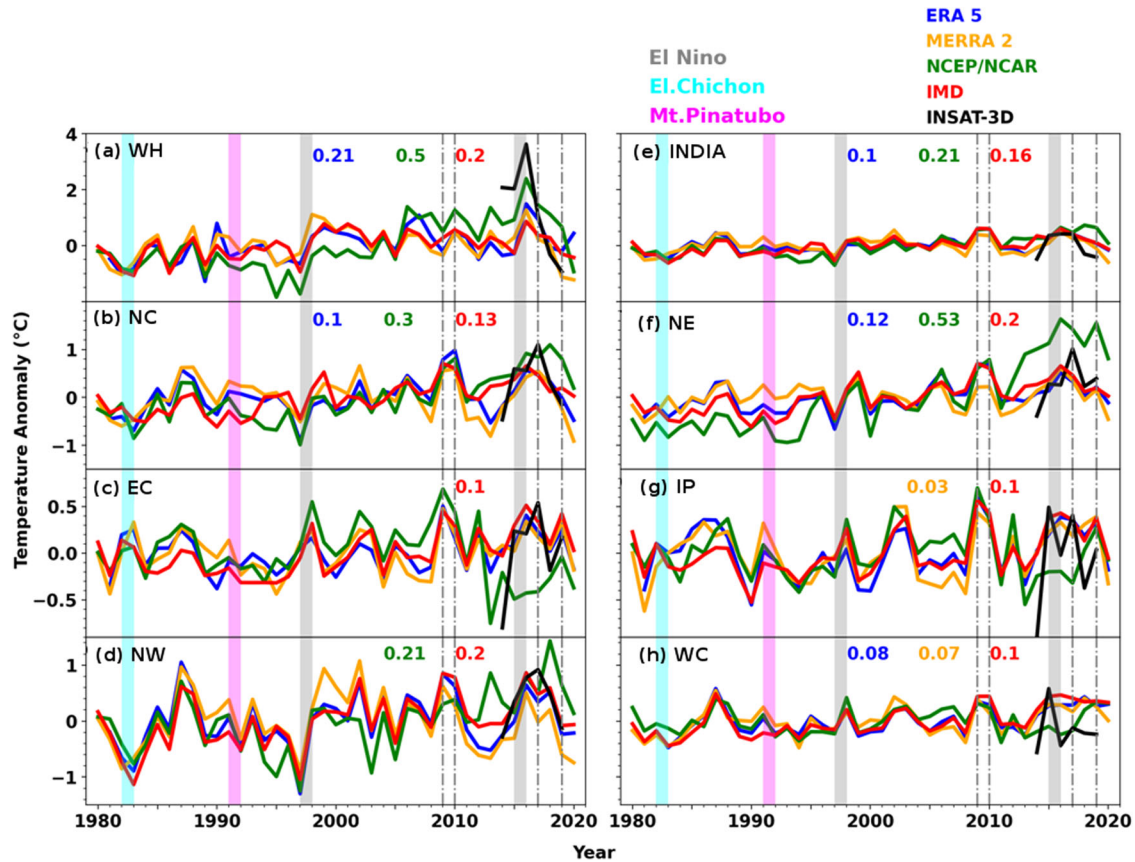 ERA 5
MERRA 2
NCEP/NCAR
IMD
INSAT-3D
El Nino
El.Chichon
Mt.Pinatubo
Temperature Anomaly (°C)
(a) WH 0.21 0.5 0.2
4
2
0
(b) NC 0.1 0.3 0.13
1
0
−1
(c) EC 0.1
0.5
0.0
−0.5
(d) NW 0.21 0.2
1
0
−1
1980 1990 2000 2010 2020
(e) INDIA 0.1 0.21 0.16
(f) NE 0.12 0.53 0.2
(g) IP 0.03 0.1
(h) WC 0.08 0.07 0.1
1980 1990 2000 2010 2020
Year